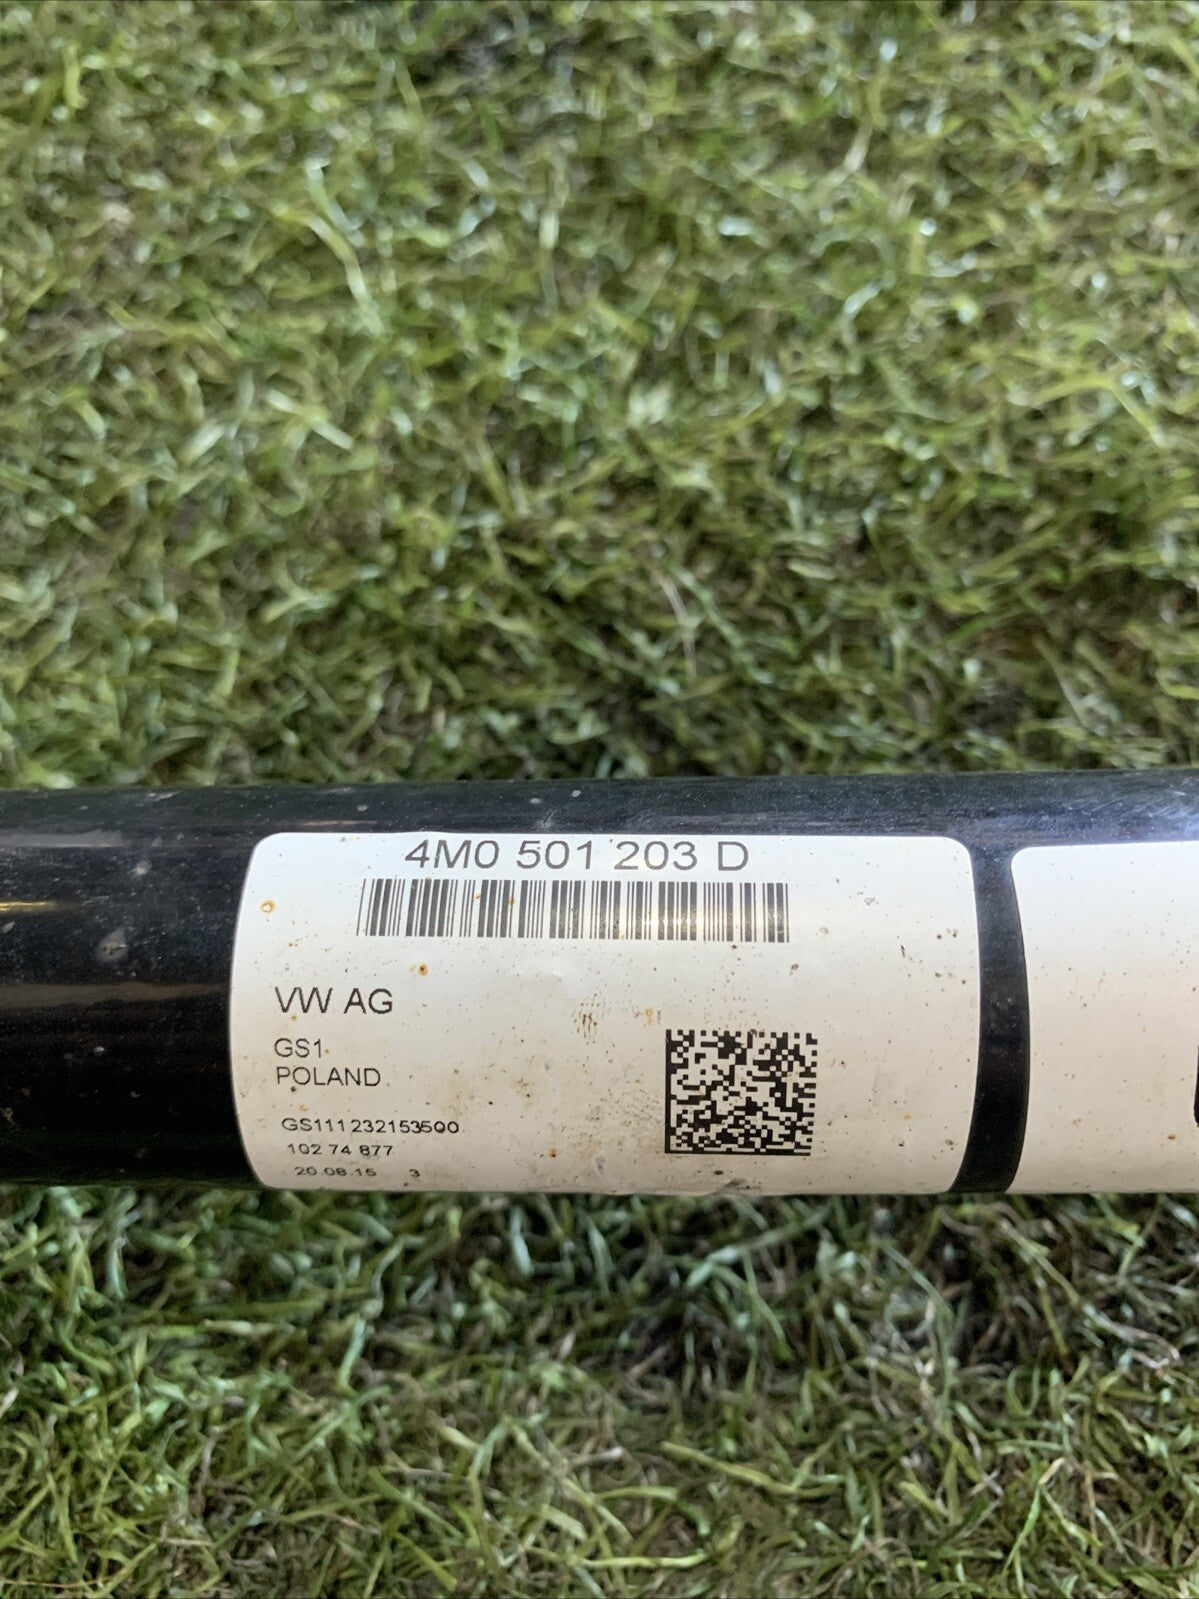 4M0 501 203 D
VW AG
GS1
POLAND
GS111232153500
102 74 877
20.08.15 3